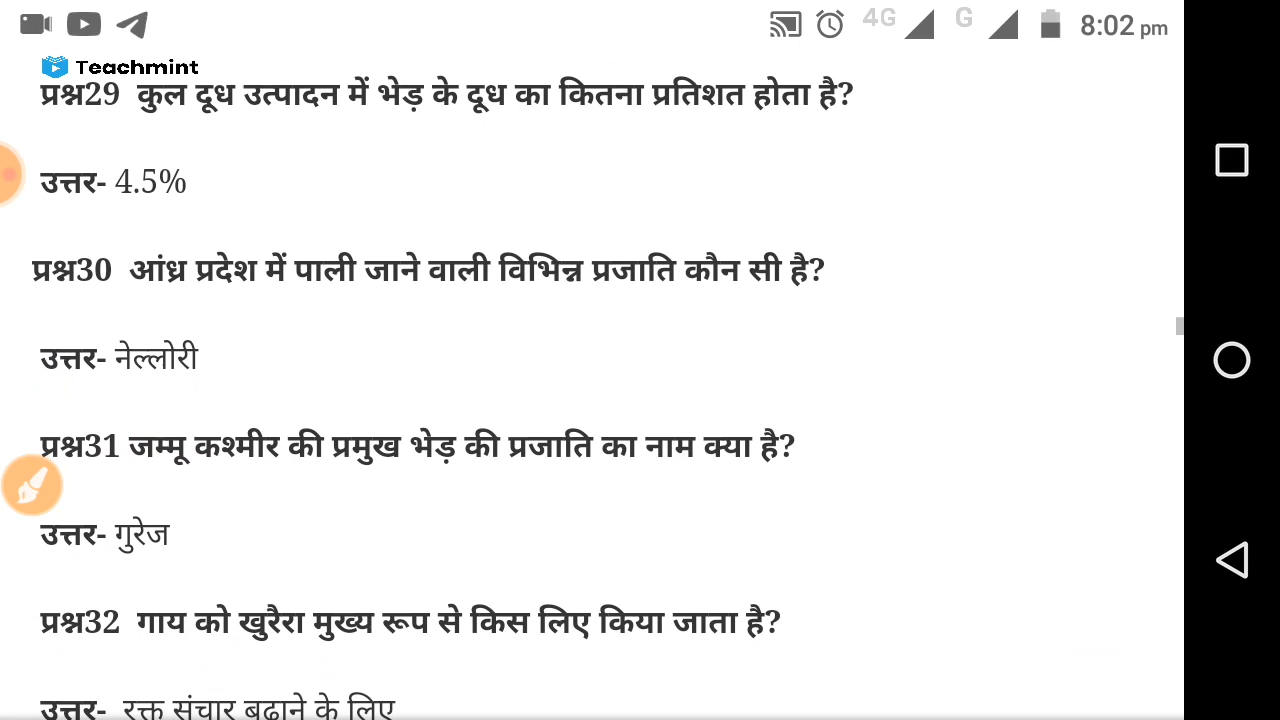 4G G 8:02 pm
Teachmint
प्रश्न29 कुल दूध उत्पादन में भेड़ के दूध का कितना प्रतिशत होता है?
उत्तर- 4.5%
प्रश्न30 आंध्र प्रदेश में पाली जाने वाली विभिन्न प्रजाति कौन सी है?
उत्तर- नेल्लोरी
प्रश्न31 जम्मू कश्मीर की प्रमुख भेड़ की प्रजाति का नाम क्या है?
उत्तर- गुरेज
प्रश्न32 गाय को खुरैरा मुख्य रूप से किस लिए किया जाता है?
उत्तर- रक्त संचार बढ़ाने के लिए